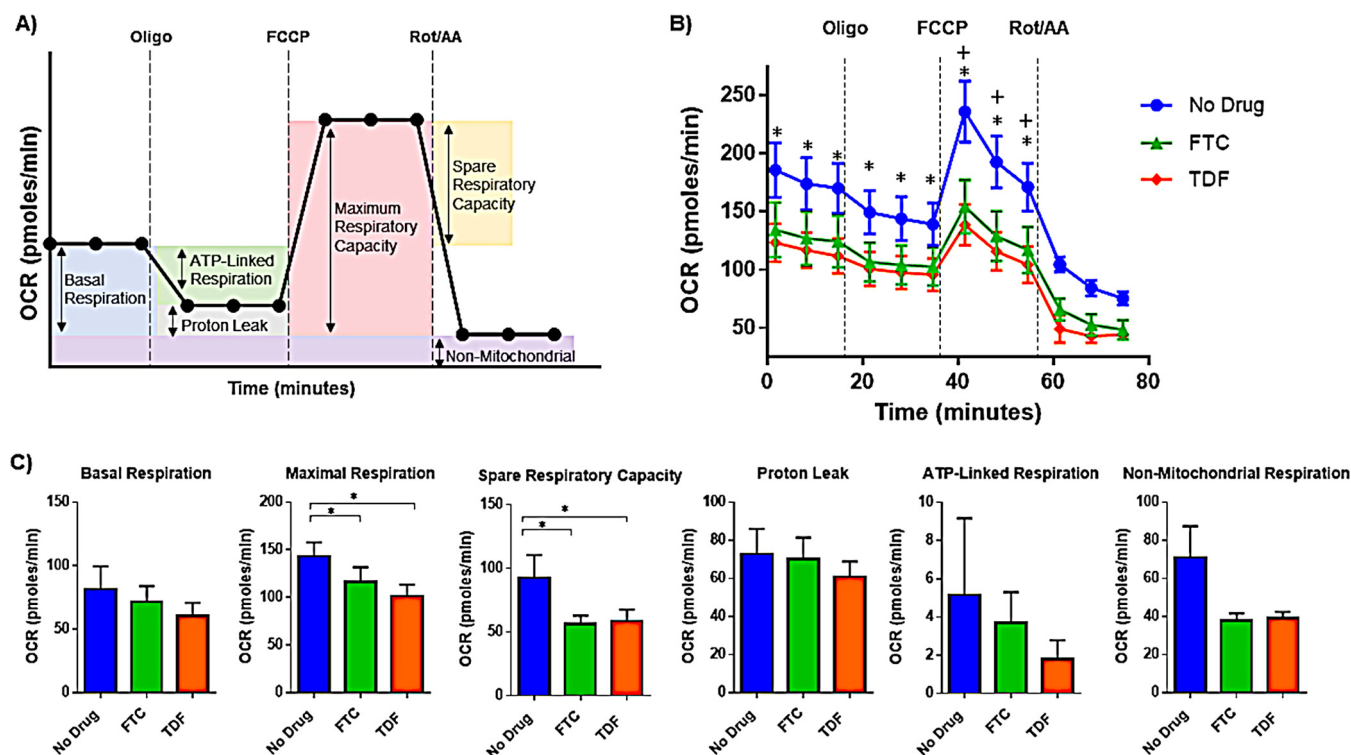 A)
Oligo
FCCP
Rot/AA
OCR (pmoles/min)
Basal
Respiration
ATP-Linked
Respiration
Proton Leak
Maximum
Respiratory
Capacity
Spare
Respiratory
Capacity
Non-Mitochondrial
Time (minutes)
B)
Oligo
FCCP
Rot/AA
OCR (pmoles/min)
250
200
150
100
50
* * * * * *
+ + +
* * *
0 20 40 60 80
Time (minutes)
No Drug
FTC
TDF
C)
Basal Respiration
OCR (pmoles/min)
150
100
50
0
No Drug FTC TDF
Maximal Respiration
OCR (pmoles/min)
200
150
100
50
0
*
*
No Drug FTC TDF
Spare Respiratory Capacity
OCR (pmoles/min)
150
100
50
0
*
*
No Drug FTC TDF
Proton Leak
OCR (pmoles/min)
100
80
60
40
20
0
No Drug FTC TDF
ATP-Linked Respiration
OCR (pmoles/min)
10
8
6
4
2
0
No Drug FTC TDF
Non-Mitochondrial Respiration
OCR (pmoles/min)
100
80
60
40
20
0
No Drug FTC TDF